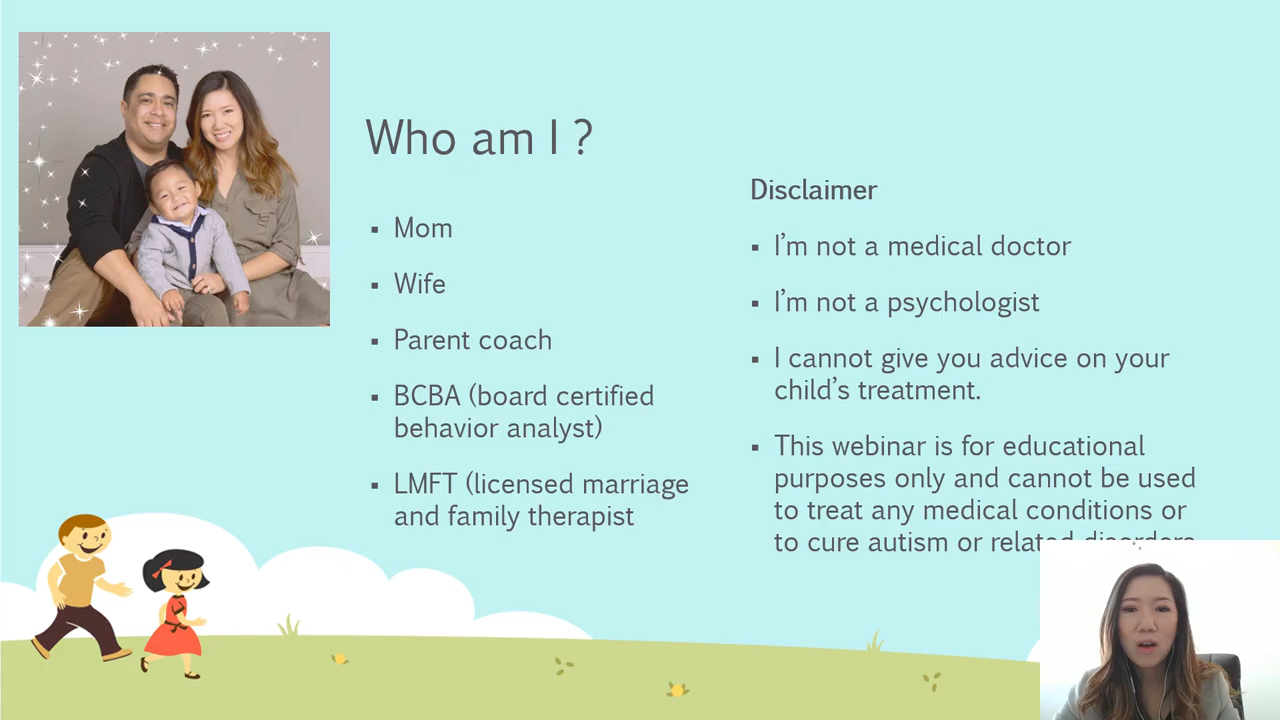 Who am I ?
Mom
Wife
Parent coach
BCBA (board certified
behavior analyst)
LMFT (licensed marriage
and family therapist
Disclaimer
I’m not a medical doctor
I’m not a psychologist
I cannot give you advice on your
child’s treatment.
This webinar is for educational
purposes only and cannot be used
to treat any medical conditions or
to cure autism or related disorders